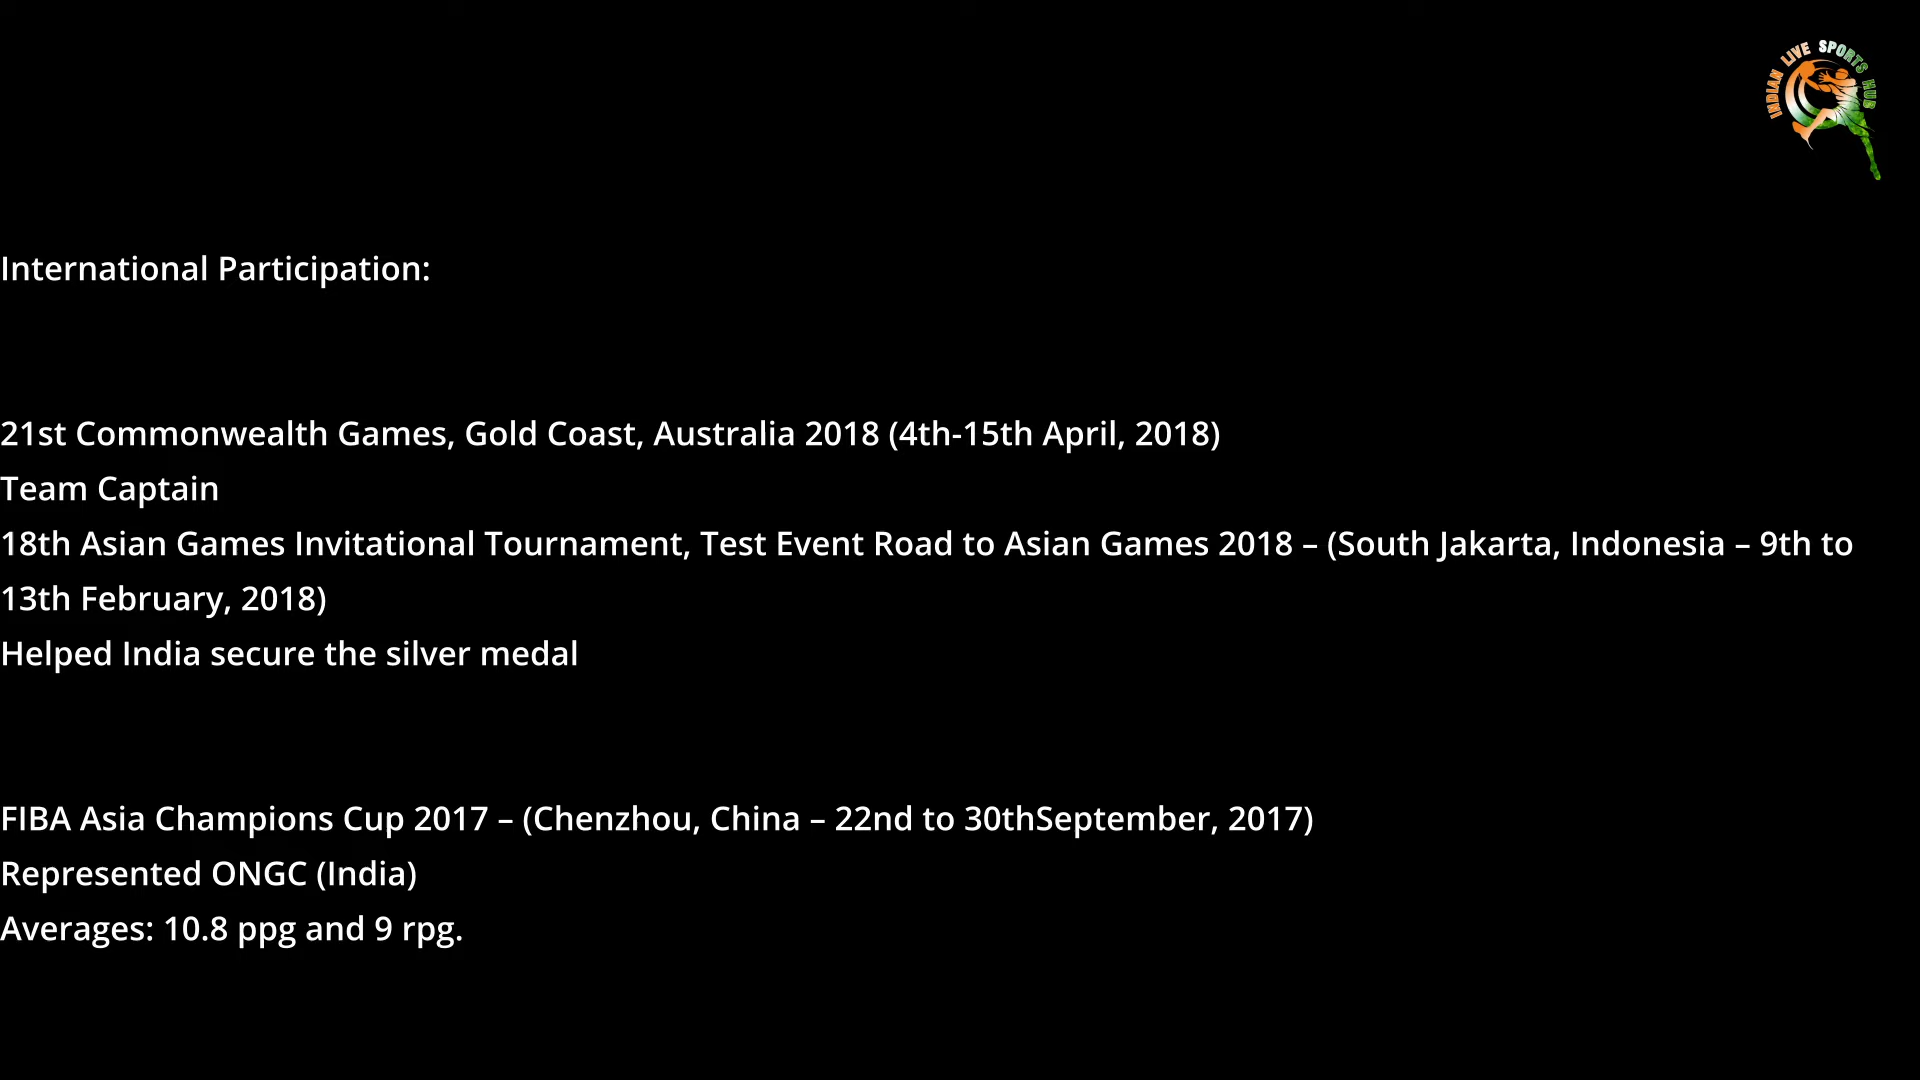 INDIAN LIVE SPORTS HUB
International Participation:
21st Commonwealth Games, Gold Coast, Australia 2018 (4th-15th April, 2018)
Team Captain
18th Asian Games Invitational Tournament, Test Event Road to Asian Games 2018 – (South Jakarta, Indonesia – 9th to
13th February, 2018)
Helped India secure the silver medal
FIBA Asia Champions Cup 2017 – (Chenzhou, China – 22nd to 30thSeptember, 2017)
Represented ONGC (India)
Averages: 10.8 ppg and 9 rpg.